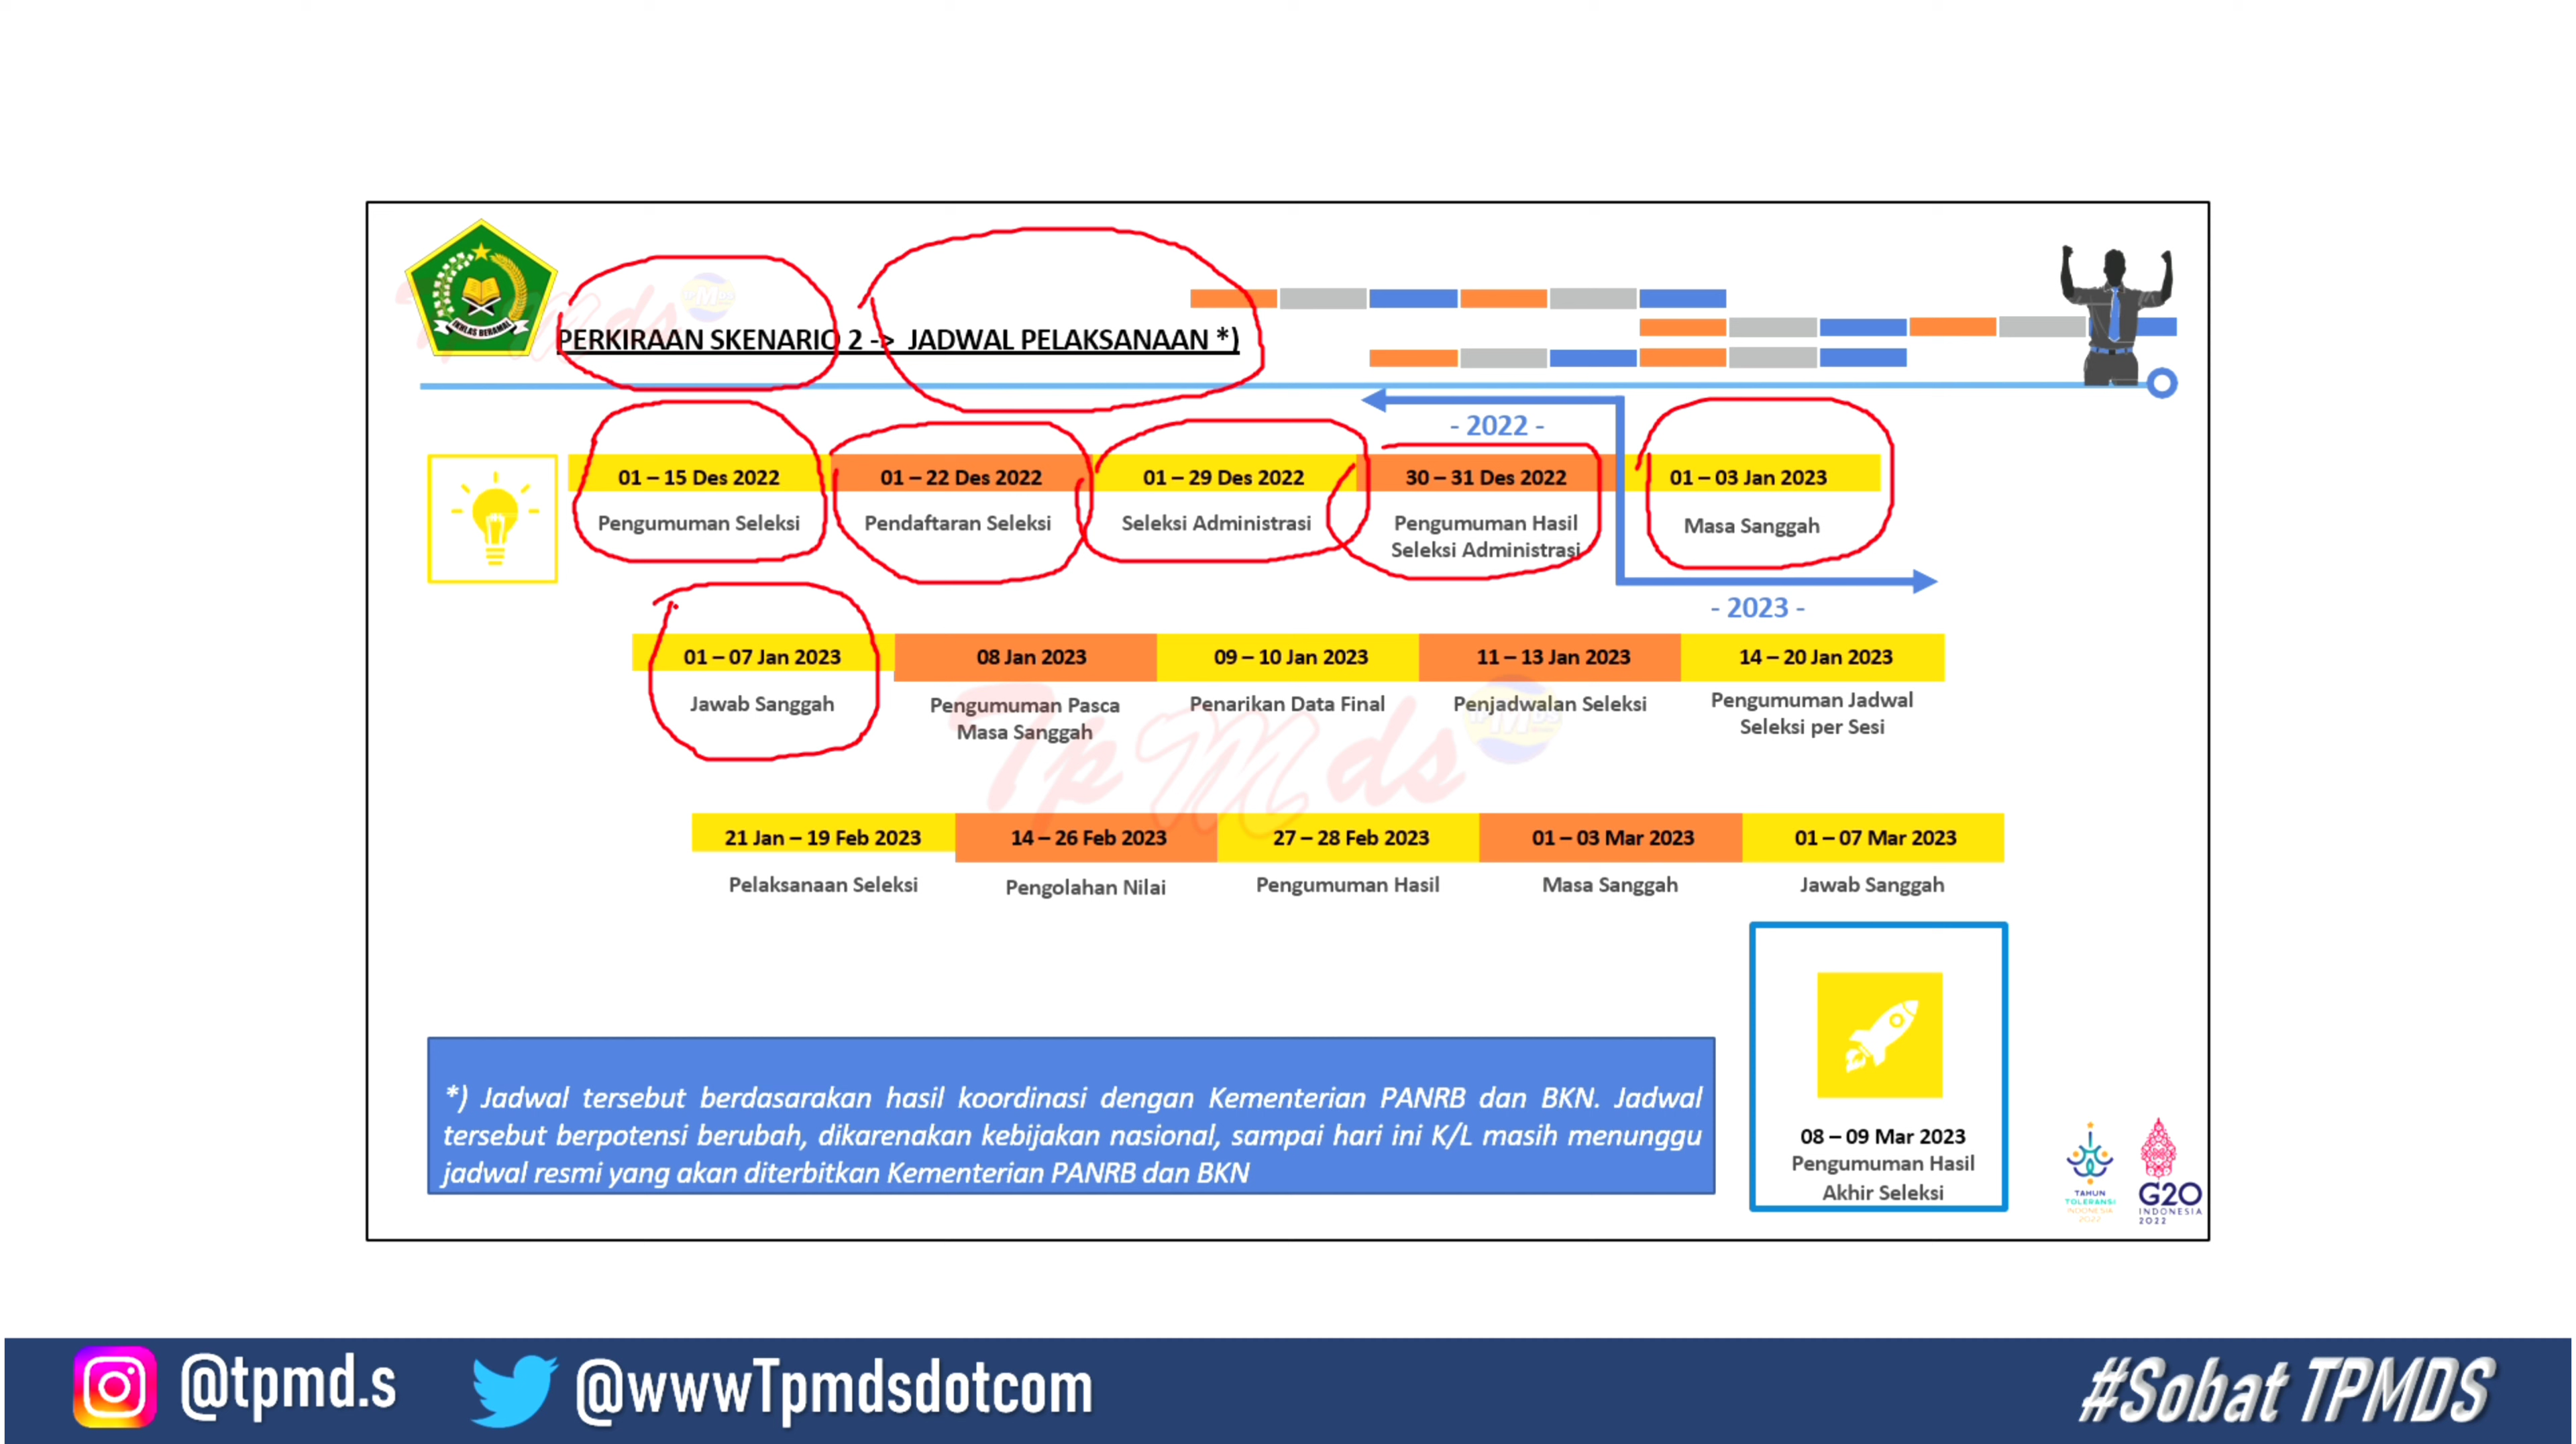 IKHLAS BERAMAL
PERKIRAAN SKENARIO 2 -> JADWAL PELAKSANAAN *)
- 2022 -
01 – 15 Des 2022
01 – 22 Des 2022
01 – 29 Des 2022
30 – 31 Des 2022
01 – 03 Jan 2023
Pengumuman Seleksi
Pendaftaran Seleksi
Seleksi Administrasi
Pengumuman Hasil
Seleksi Administrasi
Masa Sanggah
- 2023 -
01 – 07 Jan 2023
08 Jan 2023
09 – 10 Jan 2023
11 – 13 Jan 2023
14 – 20 Jan 2023
Jawab Sanggah
Pengumuman Pasca
Masa Sanggah
Penarikan Data Final
Penjadwalan Seleksi
Pengumuman Jadwal
Seleksi per Sesi
TpMds
21 Jan – 19 Feb 2023
14 – 26 Feb 2023
27 – 28 Feb 2023
01 – 03 Mar 2023
01 – 07 Mar 2023
Pelaksanaan Seleksi
Pengolahan Nilai
Pengumuman Hasil
Masa Sanggah
Jawab Sanggah
*) Jadwal tersebut berdasarakan hasil koordinasi dengan Kementerian PANRB dan BKN. Jadwal
tersebut berpotensi berubah, dikarenakan kebijakan nasional, sampai hari ini K/L masih menunggu
jadwal resmi yang akan diterbitkan Kementerian PANRB dan BKN
08 – 09 Mar 2023
Pengumuman Hasil
Akhir Seleksi
TAHUN
TOLERANSI
INDONESIA
2022
G20
INDONESIA
2022
@tpmd.s
@wwwTpmdsdotcom
#Sobat TPMDS